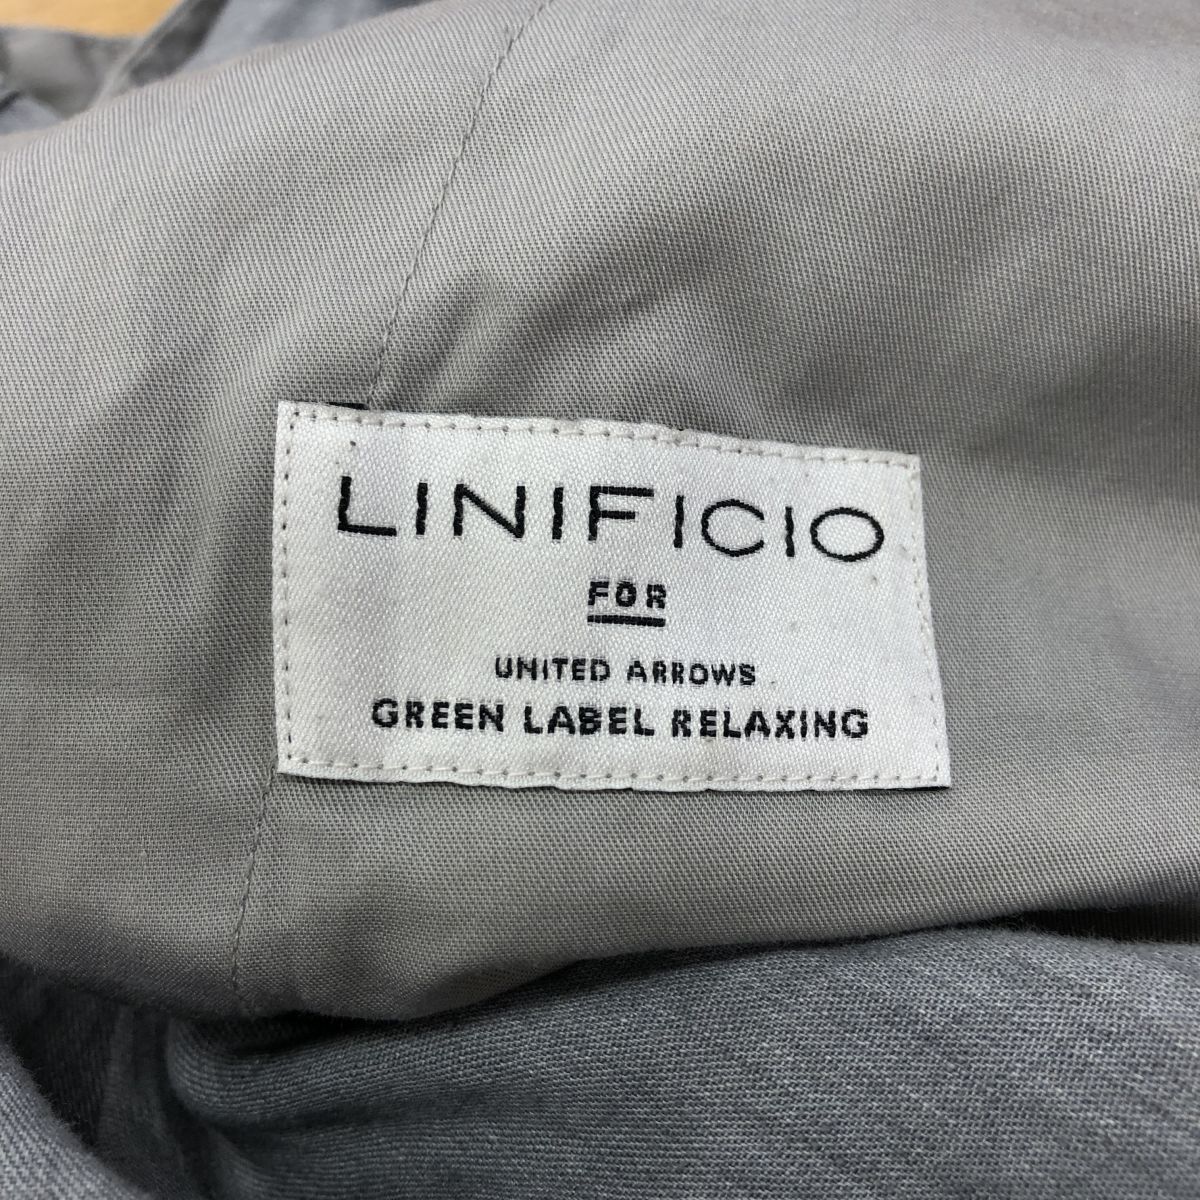 LINIFICIO
FOR
UNITED ARROWS
GREEN LABEL RELAXING